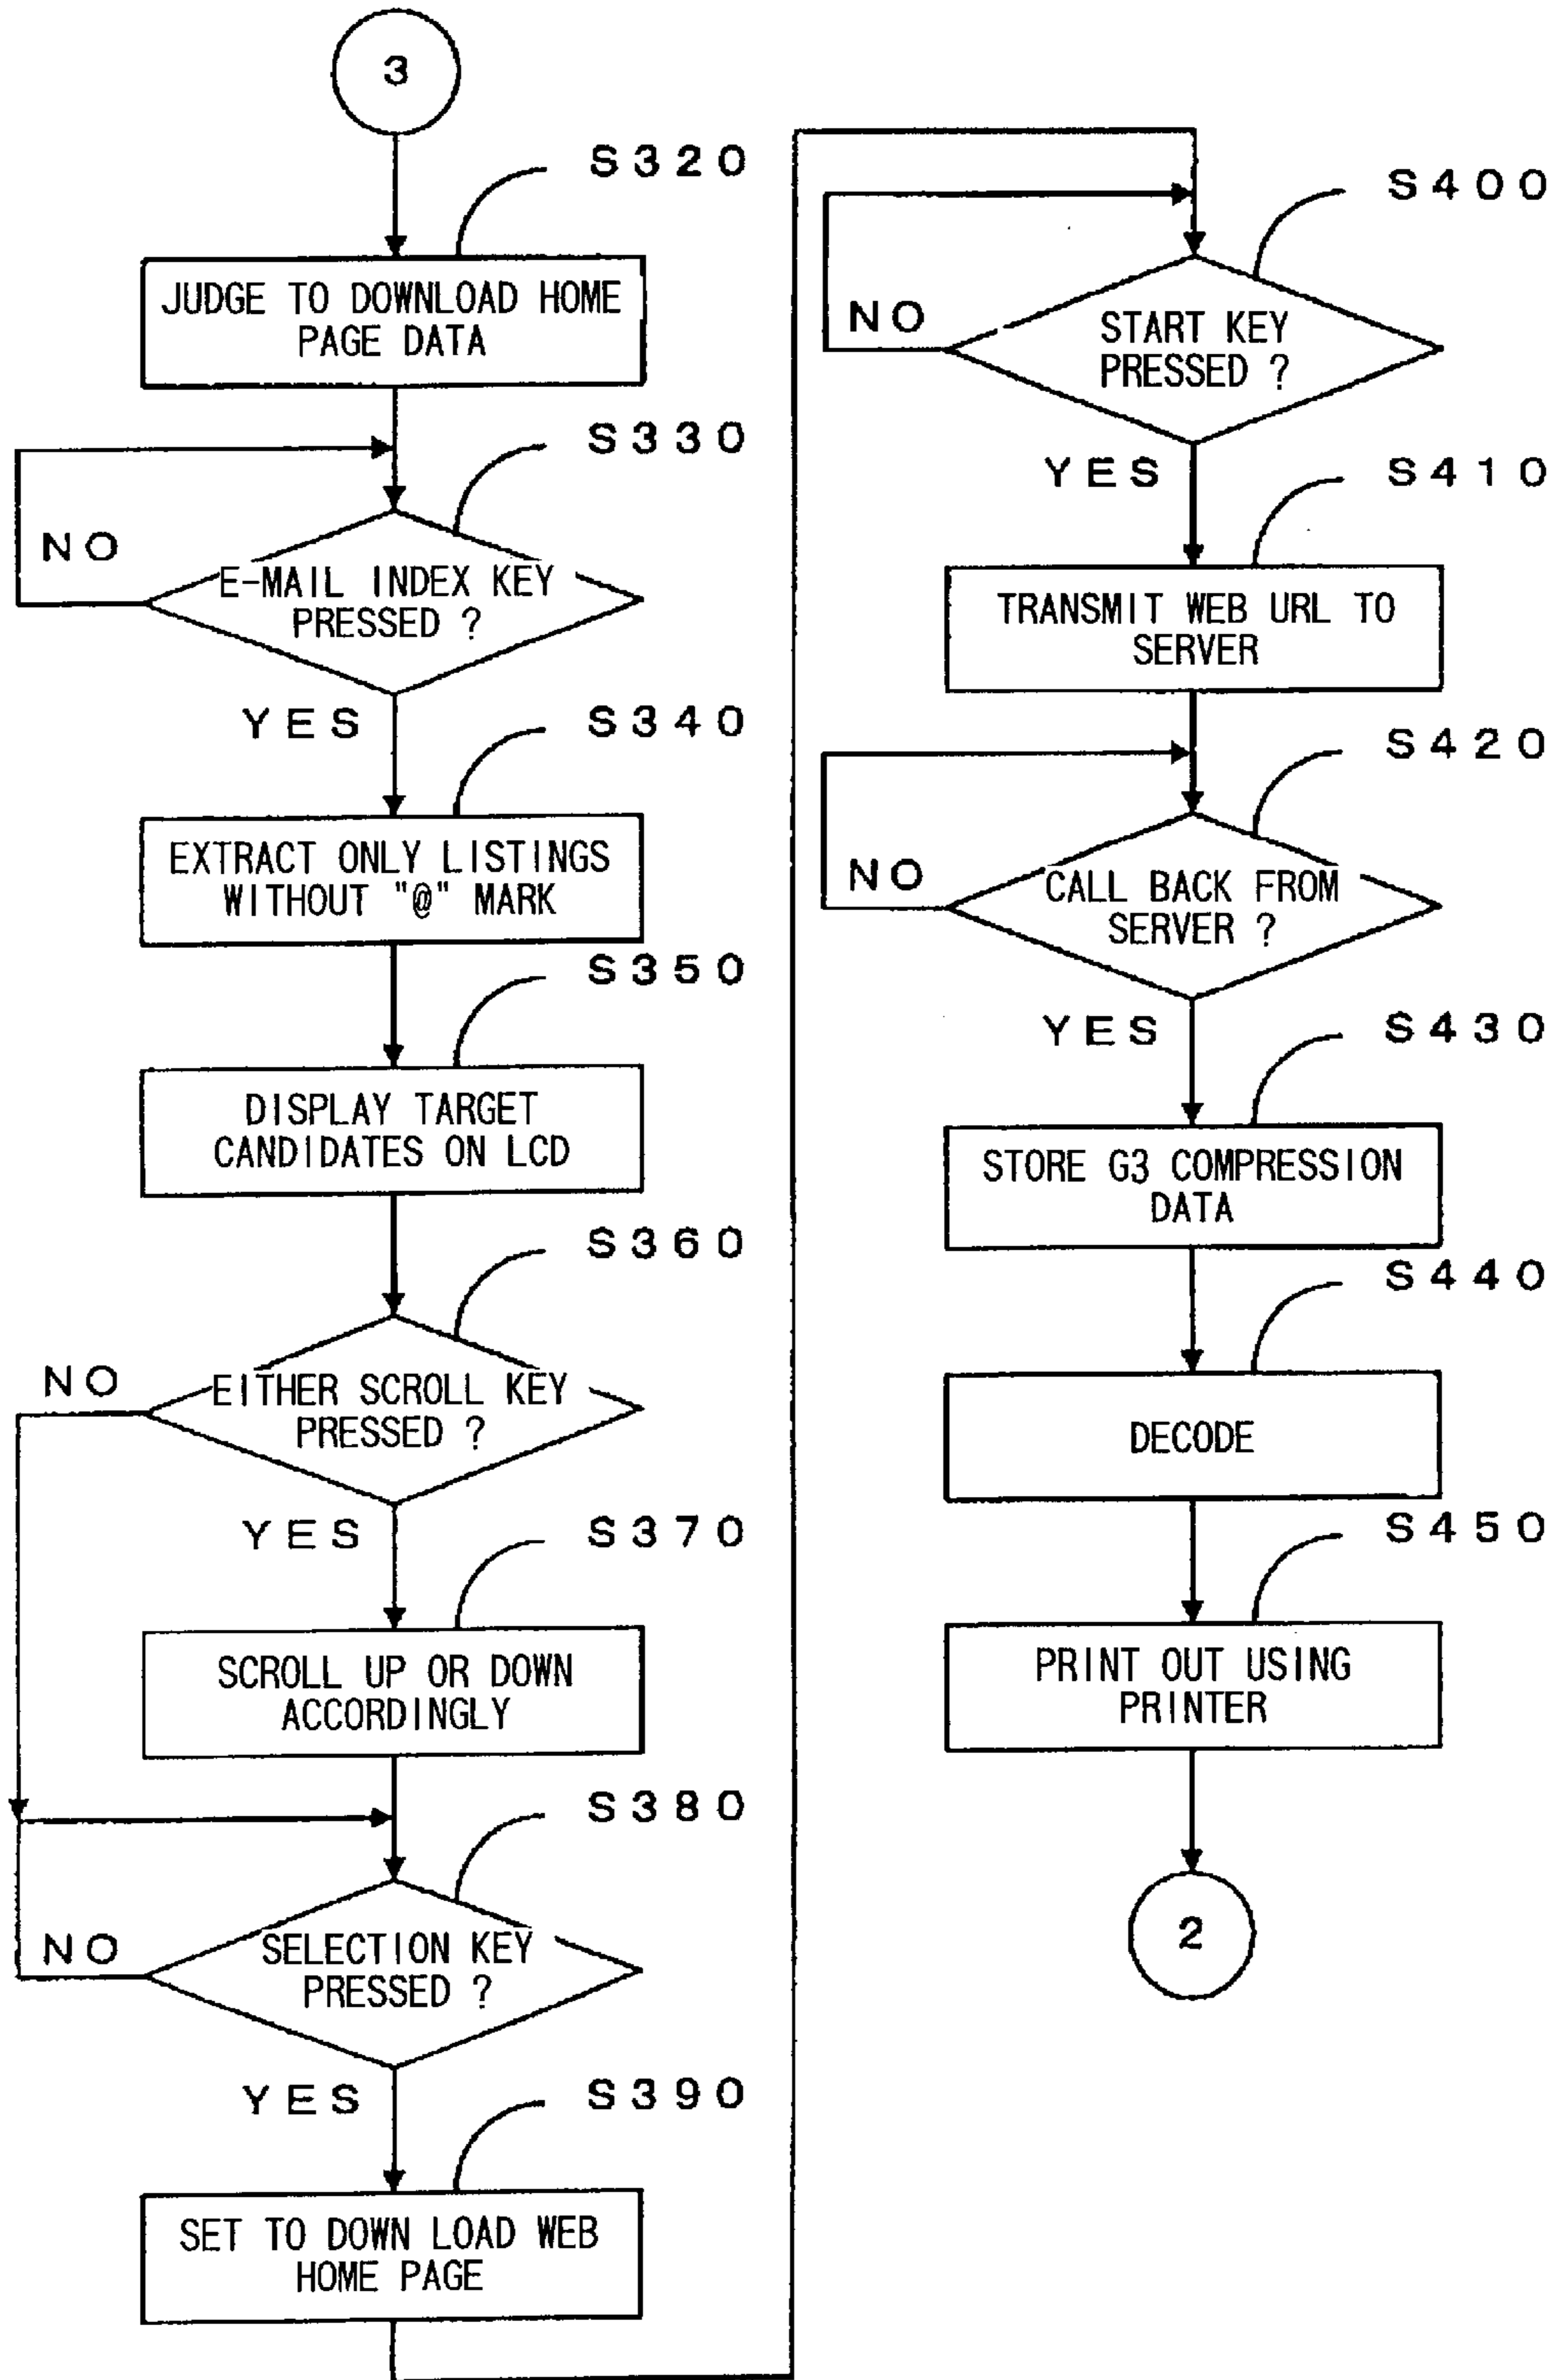 3
S320
JUDGE TO DOWNLOAD HOME
PAGE DATA
S330
NO
E-MAIL INDEX KEY
PRESSED ?
YES
S340
EXTRACT ONLY LISTINGS
WITHOUT "@" MARK
S350
DISPLAY TARGET
CANDIDATES ON LCD
S360
NO
EITHER SCROLL KEY
PRESSED ?
YES
S370
SCROLL UP OR DOWN
ACCORDINGLY
S380
NO
SELECTION KEY
PRESSED ?
YES
S390
SET TO DOWN LOAD WEB
HOME PAGE
S400
NO
START KEY
PRESSED ?
YES
S410
TRANSMIT WEB URL TO
SERVER
S420
NO
CALL BACK FROM
SERVER ?
YES
S430
STORE G3 COMPRESSION
DATA
S440
DECODE
S450
PRINT OUT USING
PRINTER
2